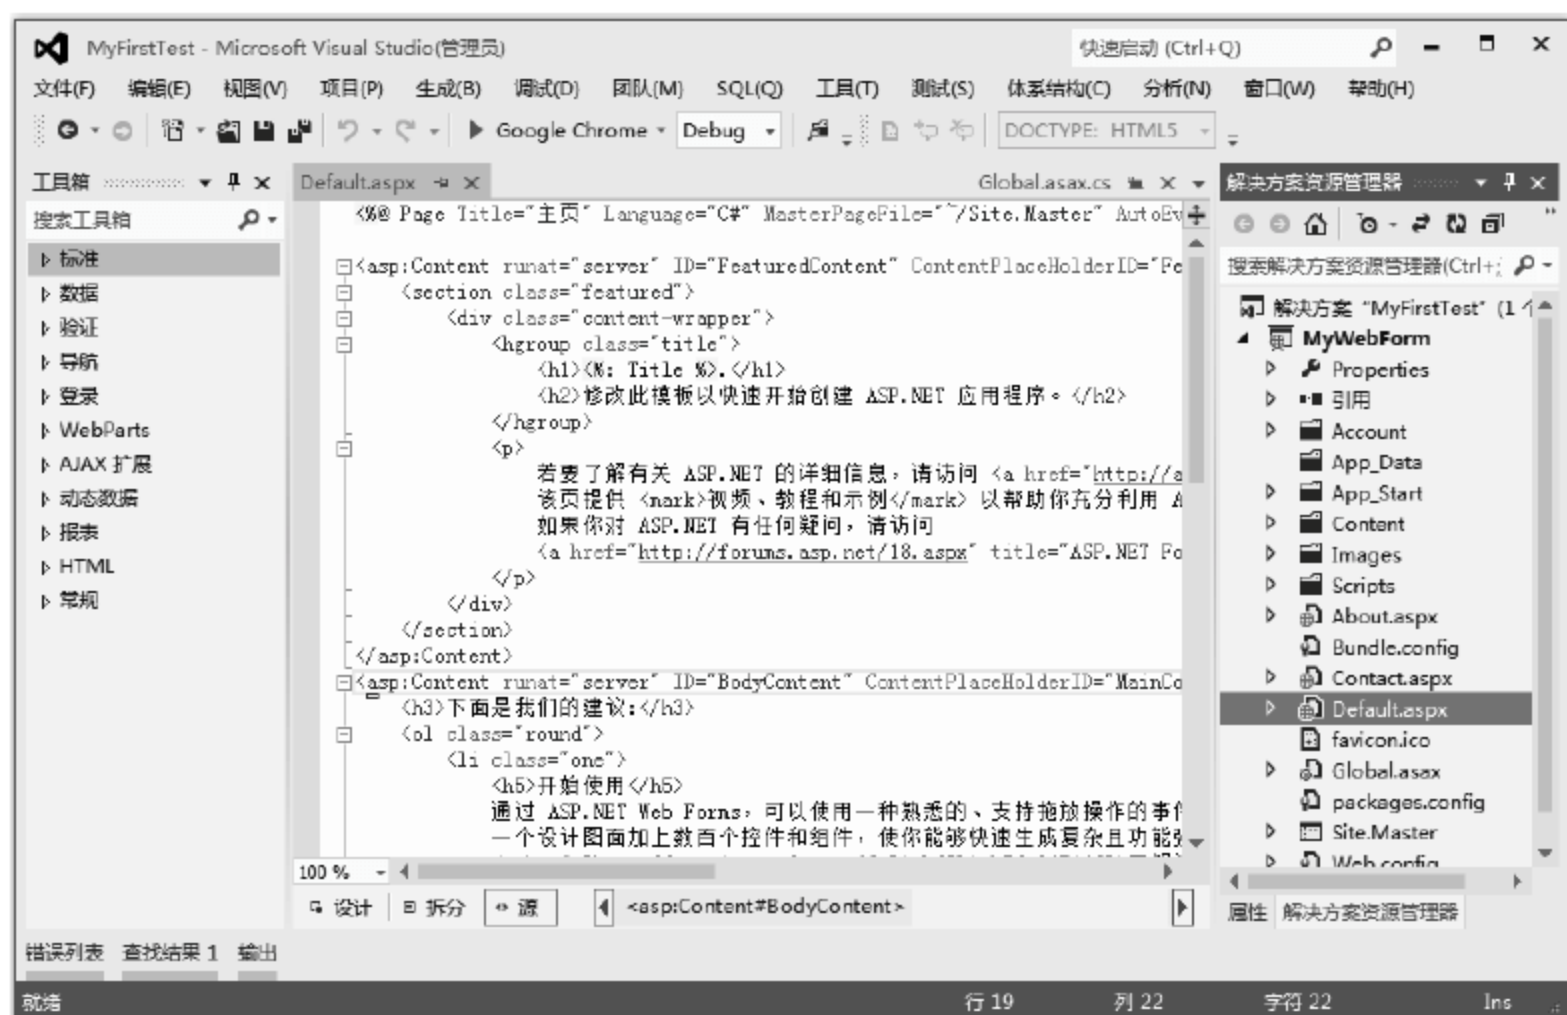 MyFirstTest - Microsoft Visual Studio(管理员)
快速启动 (Ctrl+Q)
文件(F) 编辑(E) 视图(V) 项目(P) 生成(B) 调试(D) 团队(M) SQL(Q) 工具(T) 测试(S) 体系结构(C) 分析(N) 窗口(W) 帮助(H)
Google Chrome Debug DOCTYPE: HTML5
工具箱
搜索工具箱
标准
数据
验证
导航
登录
WebParts
AJAX 扩展
动态数据
报表
HTML
常规
Default.aspx Global.asax.cs
<%@ Page Title="主页" Language="C#" MasterPageFile="~/Site.Master" AutoEv
<asp:Content runat="server" ID="FeaturedContent" ContentPlaceHolderID="Fe
<section class="featured">
<div class="content-wrapper">
<hgroup class="title">
<h1><%: Title %>.</h1>
<h2>修改此模板以快速开始创建 ASP.NET 应用程序。</h2>
</hgroup>
<p>
若要了解有关 ASP.NET 的详细信息，请访问 <a href="http://a
该页提供 <mark>视频、教程和示例</mark> 以帮助你充分利用 A
如果你对 ASP.NET 有任何疑问，请访问
<a href="http://forums.asp.net/18.aspx" title="ASP.NET Fo
</p>
</div>
</section>
</asp:Content>
<asp:Content runat="server" ID="BodyContent" ContentPlaceHolderID="MainCo
<h3>下面是我们的建议:</h3>
<ol class="round">
<li class="one">
<h5>开始使用</h5>
通过 ASP.NET Web Forms，可以使用一种熟悉的、支持拖放操作的事件
一个设计图面加上数百个控件和组件，使你能够快速生成复杂且功能强
100 %
设计 拆分 源 <asp:Content#BodyContent>
解决方案资源管理器
搜索解决方案资源管理器(Ctrl+;
解决方案 "MyFirstTest" (1 个
MyWebForm
Properties
引用
Account
App_Data
App_Start
Content
Images
Scripts
About.aspx
Bundle.config
Contact.aspx
Default.aspx
favicon.ico
Global.asax
packages.config
Site.Master
Web.config
属性 解决方案资源管理器
错误列表 查找结果 1 输出
就绪 行 19 列 22 字符 22 Ins